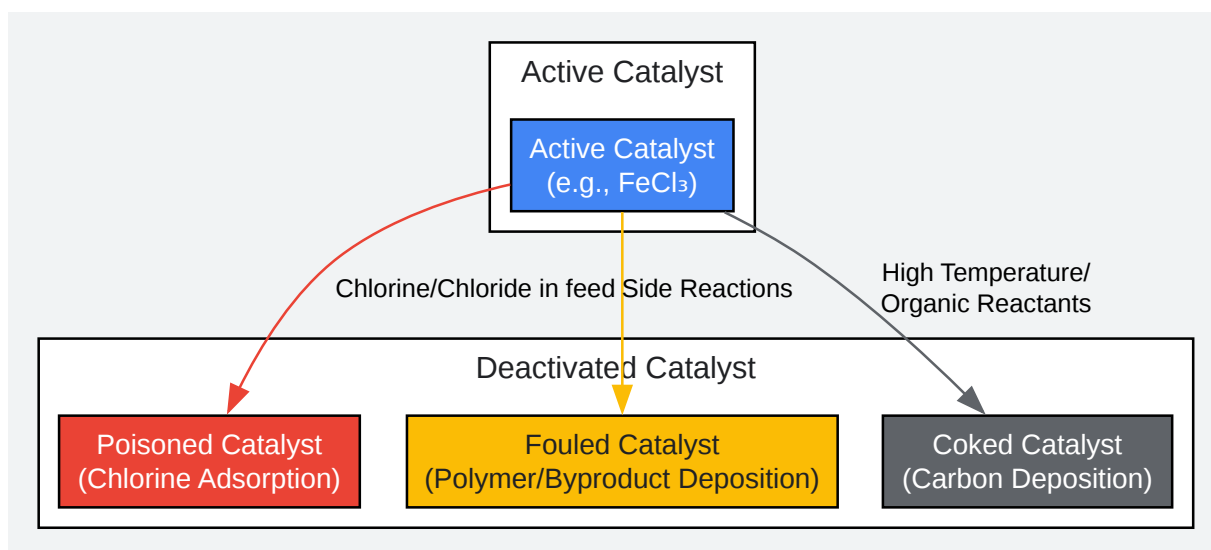 Active Catalyst
Active Catalyst
(e.g., FeCl₃)
Chlorine/Chloride in feed
Side Reactions
High Temperature/
Organic Reactants
Deactivated Catalyst
Poisoned Catalyst
(Chlorine Adsorption)
Fouled Catalyst
(Polymer/Byproduct Deposition)
Coked Catalyst
(Carbon Deposition)